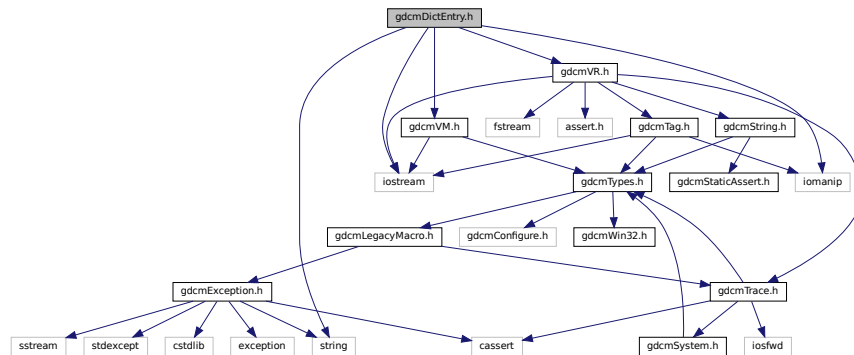 gdcmDictEntry.h
gdcmVR.h
gdcmVM.h
fstream
assert.h
gdcmTag.h
gdcmString.h
iostream
gdcmTypes.h
gdcmStaticAssert.h
iomanip
gdcmLegacyMacro.h
gdcmConfigure.h
gdcmWin32.h
gdcmException.h
gdcmTrace.h
sstream
stdexcept
cstdlib
exception
string
cassert
gdcmSystem.h
iosfwd